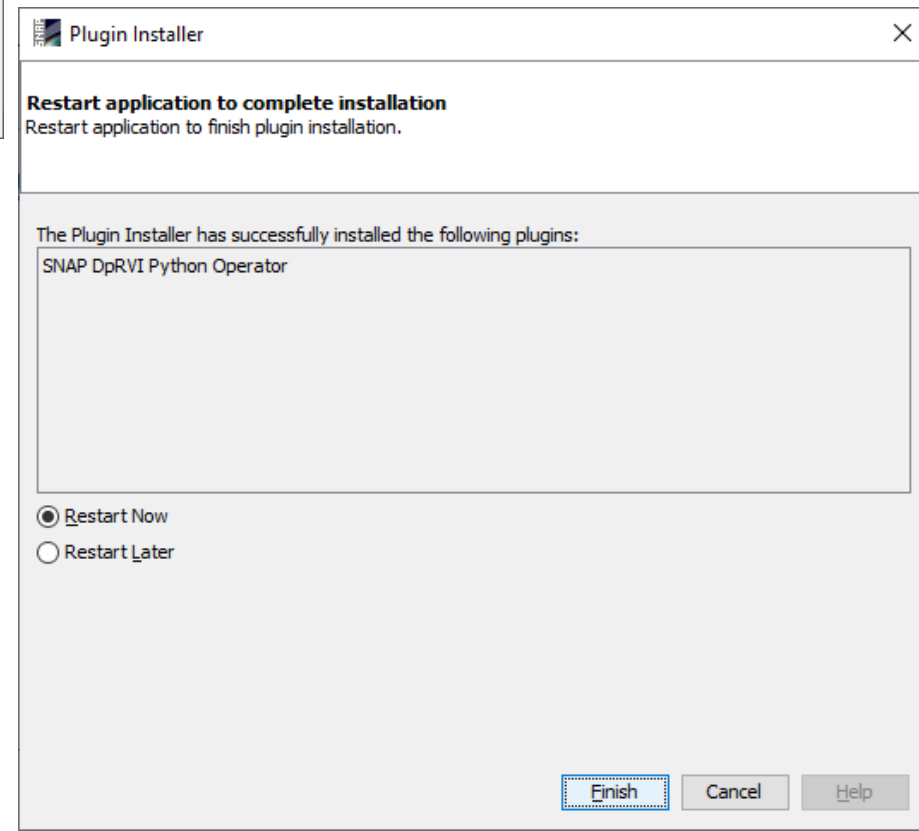 Plugin Installer
Restart application to complete installation
Restart application to finish plugin installation.
The Plugin Installer has successfully installed the following plugins:
SNAP DpRVI Python Operator
Restart Now
Restart Later
Finish
Cancel
Help